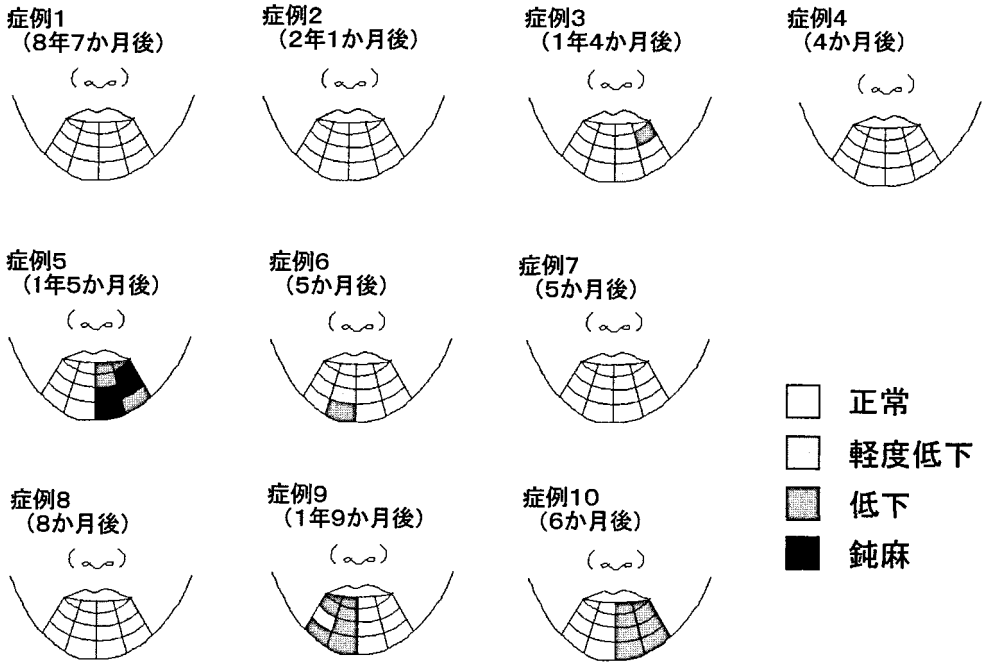 症例1
（8年7か月後）
症例2
（2年1か月後）
症例3
（1年4か月後）
症例4
（4か月後）
症例5
（1年5か月後）
症例6
（5か月後）
症例7
（5か月後）
症例8
（8か月後）
症例9
（1年9か月後）
症例10
（6か月後）
正常
軽度低下
低下
鈍麻